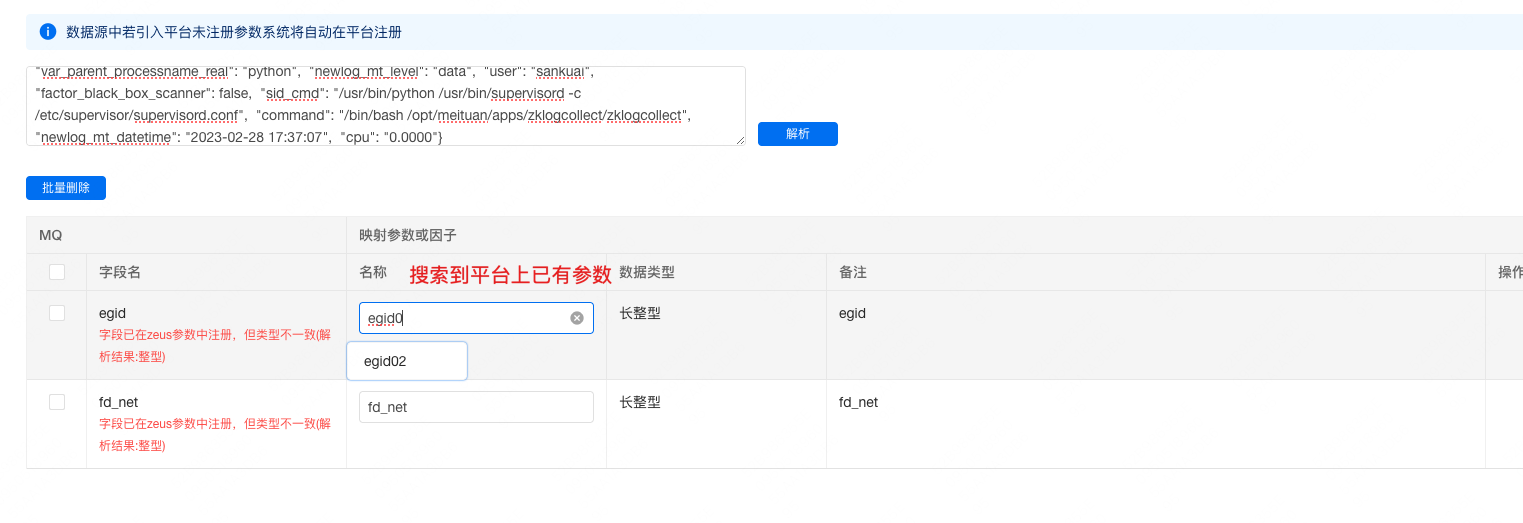 数据源中若引入平台未注册参数系统将自动在平台注册
"var_parent_processname_real": "python", "newlog_mt_level": "data", "user": "sankuai",
"factor_black_box_scanner": false, "sid_cmd": "/usr/bin/python /usr/bin/supervisord -c
/etc/supervisor/supervisord.conf", "command": "/bin/bash /opt/meituan/apps/zklogcollect/zklogcollect",
"newlog_mt_datetime": "2023-02-28 17:37:07", "cpu": "0.0000"}
解析
批量删除
MQ
映射参数或因子
字段名
名称
搜索到平台上已有参数
数据类型
备注
操作
egid
字段已在zeus参数中注册，但类型不一致(解
析结果:整型)
egid0
egid02
长整型
egid
fd_net
字段已在zeus参数中注册，但类型不一致(解
析结果:整型)
fd_net
长整型
fd_net